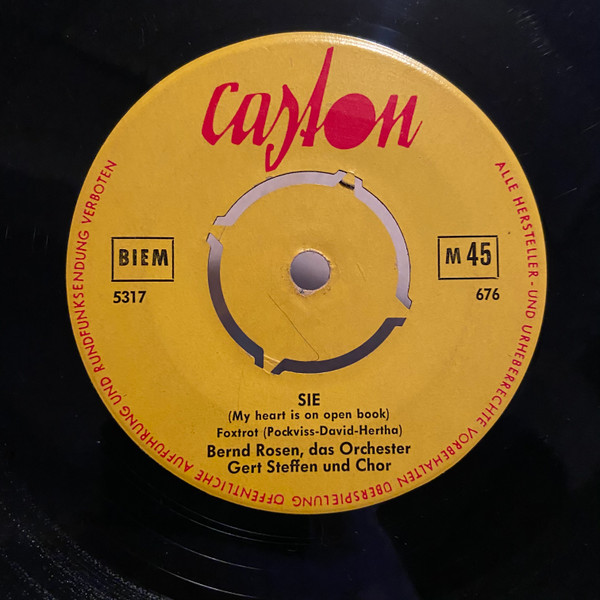 caston
BIEM
5317
M 45
676
SIE
(My heart is on open book)
Foxtrot (Pockviss-David-Hertha)
Bernd Rosen, das Orchester
Gert Steffen und Chor
ALLE HERSTELLER- UND URHEBERRECHTE VORBEHALTEN ÜBERSPIELUNG ÖFFENTLICHE AUFFÜHRUNG UND RUNDFUNKSENDUNG VERBOTEN